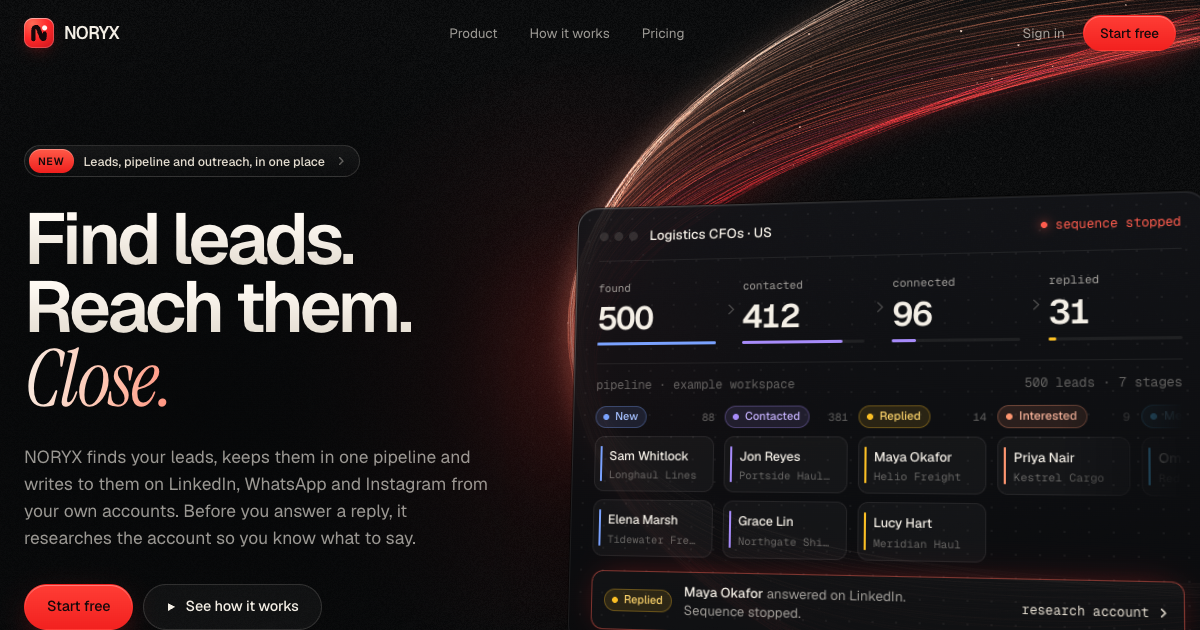 NORYX
Product
How it works
Pricing
Sign in
Start free
NEW
Leads, pipeline and outreach, in one place
Find leads.
Reach them.
Close.
NORYX finds your leads, keeps them in one pipeline and
writes to them on LinkedIn, WhatsApp and Instagram from
your own accounts. Before you answer a reply, it
researches the account so you know what to say.
Start free
See how it works
Logistics CFOs · US
sequence stopped
found
500
contacted
412
connected
96
replied
31
pipeline · example workspace
500 leads · 7 stages
New
88
Contacted
381
Replied
14
Interested
9
Sam Whitlock
Longhaul Lines
Jon Reyes
Portside Haul…
Maya Okafor
Helio Freight
Priya Nair
Kestrel Cargo
Elena Marsh
Tidewater Fre…
Grace Lin
Northgate Shi…
Lucy Hart
Meridian Haul
Replied
Maya Okafor answered on LinkedIn.
Sequence stopped.
research account